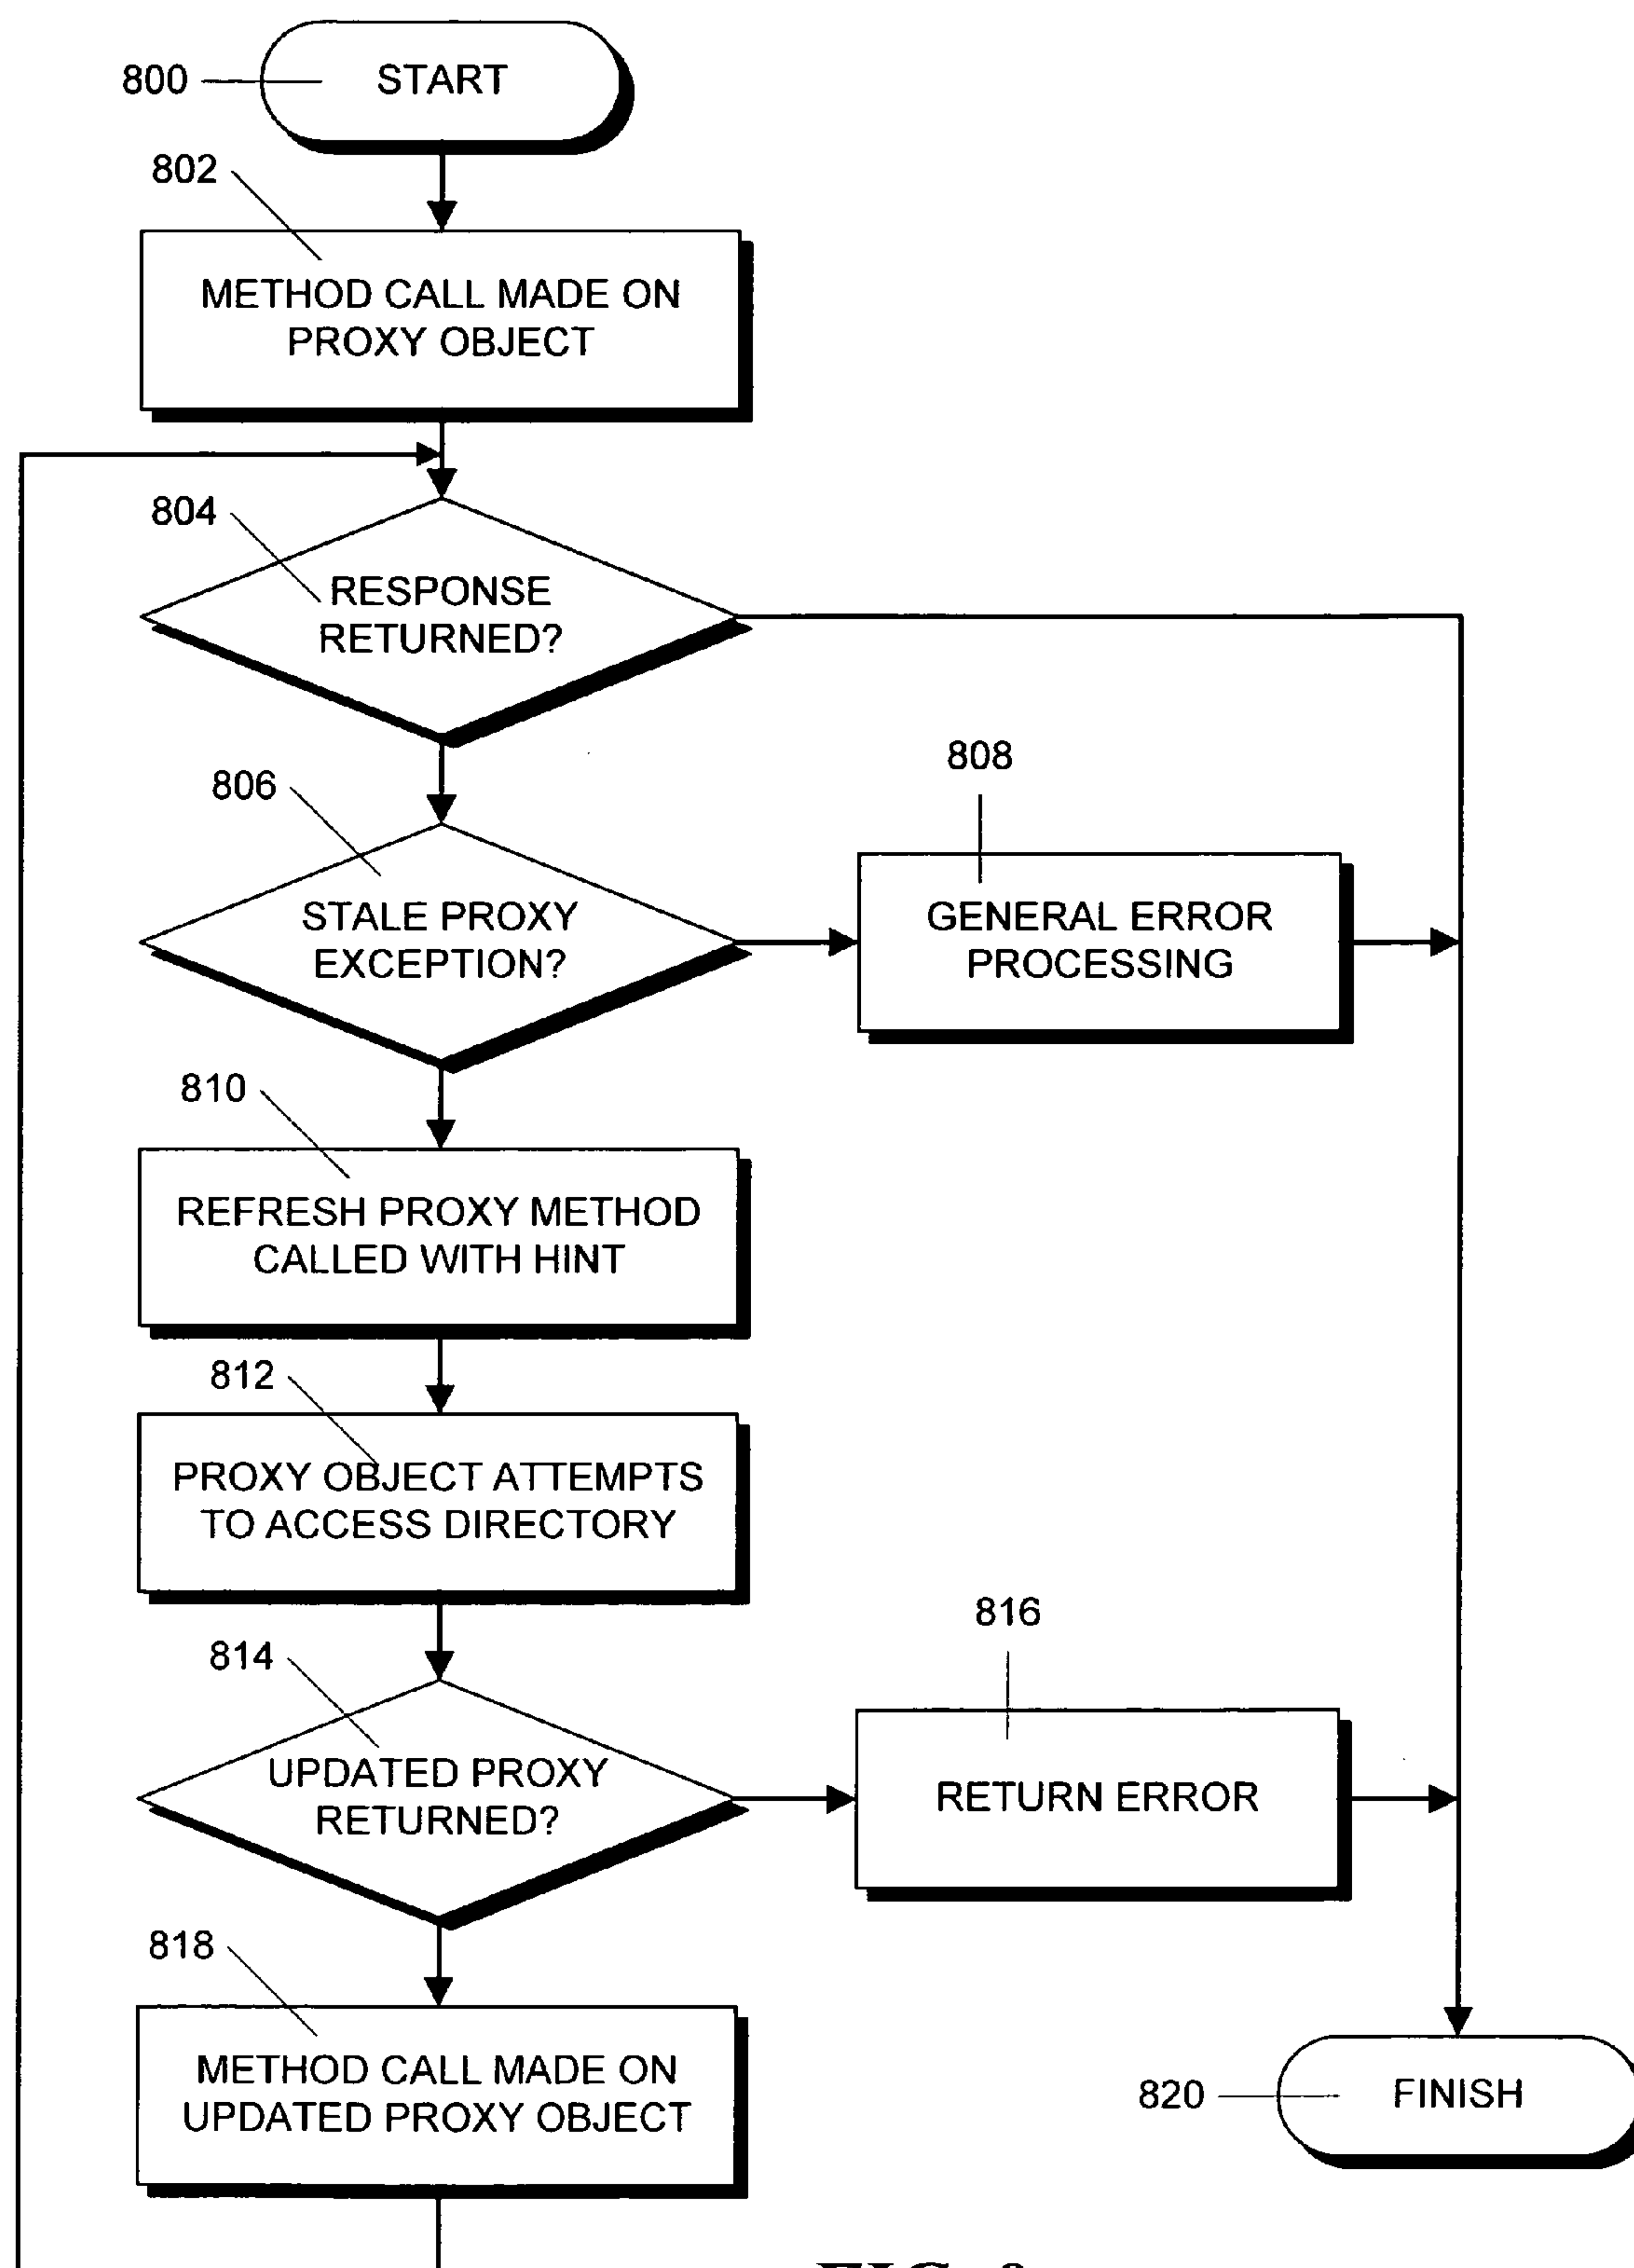 800
START
802
METHOD CALL MADE ON
PROXY OBJECT
804
RESPONSE
RETURNED?
806
STALE PROXY
EXCEPTION?
808
GENERAL ERROR
PROCESSING
810
REFRESH PROXY METHOD
CALLED WITH HINT
812
PROXY OBJECT ATTEMPTS
TO ACCESS DIRECTORY
814
UPDATED PROXY
RETURNED?
816
RETURN ERROR
818
METHOD CALL MADE ON
UPDATED PROXY OBJECT
820
FINISH